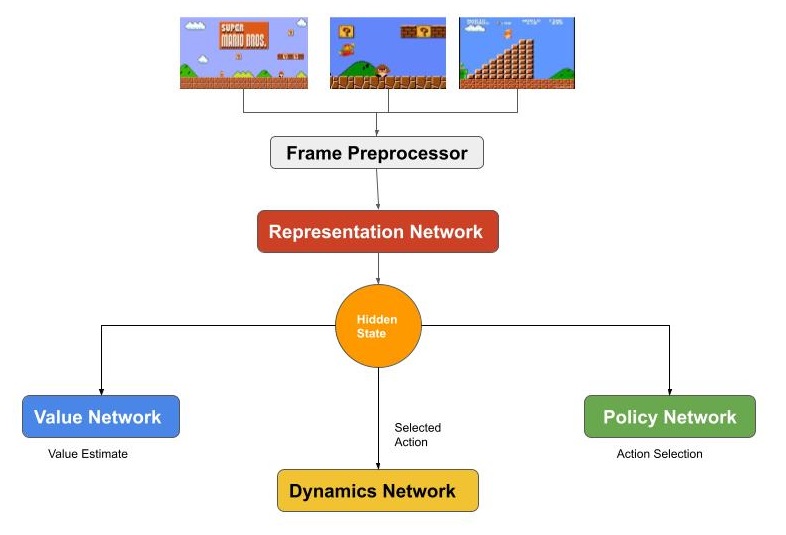 SUPER
MARIO BROS.
?
?
Frame Preprocessor
Representation Network
Hidden
State
Value Network
Policy Network
Selected
Action
Value Estimate
Action Selection
Dynamics Network